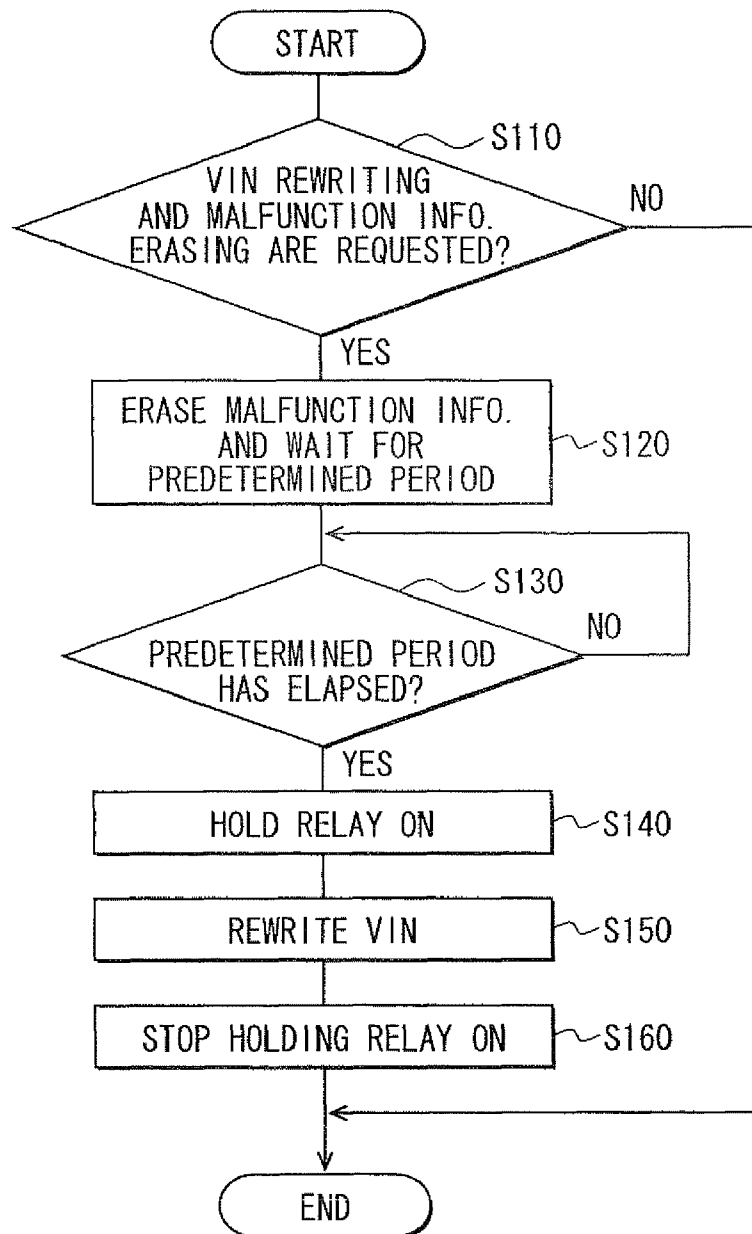 START
S110
VIN REWRITING
AND MALFUNCTION INFO.
ERASING ARE REQUESTED?
NO
YES
ERASE MALFUNCTION INFO.
AND WAIT FOR
PREDETERMINED PERIOD
S120
S130
NO
PREDETERMINED PERIOD
HAS ELAPSED?
YES
HOLD RELAY ON
S140
REWRITE VIN
S150
STOP HOLDING RELAY ON
S160
END